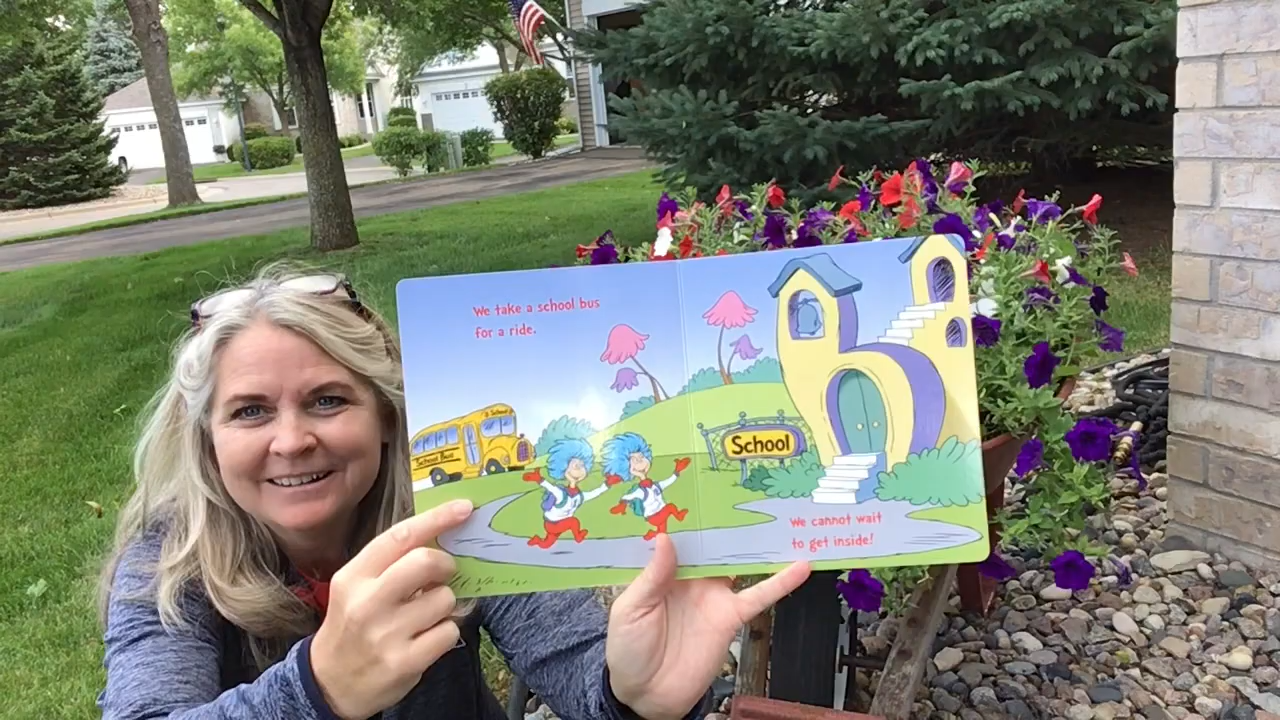 We take a school bus
for a ride.
School Bus
School
We cannot wait
to get inside!